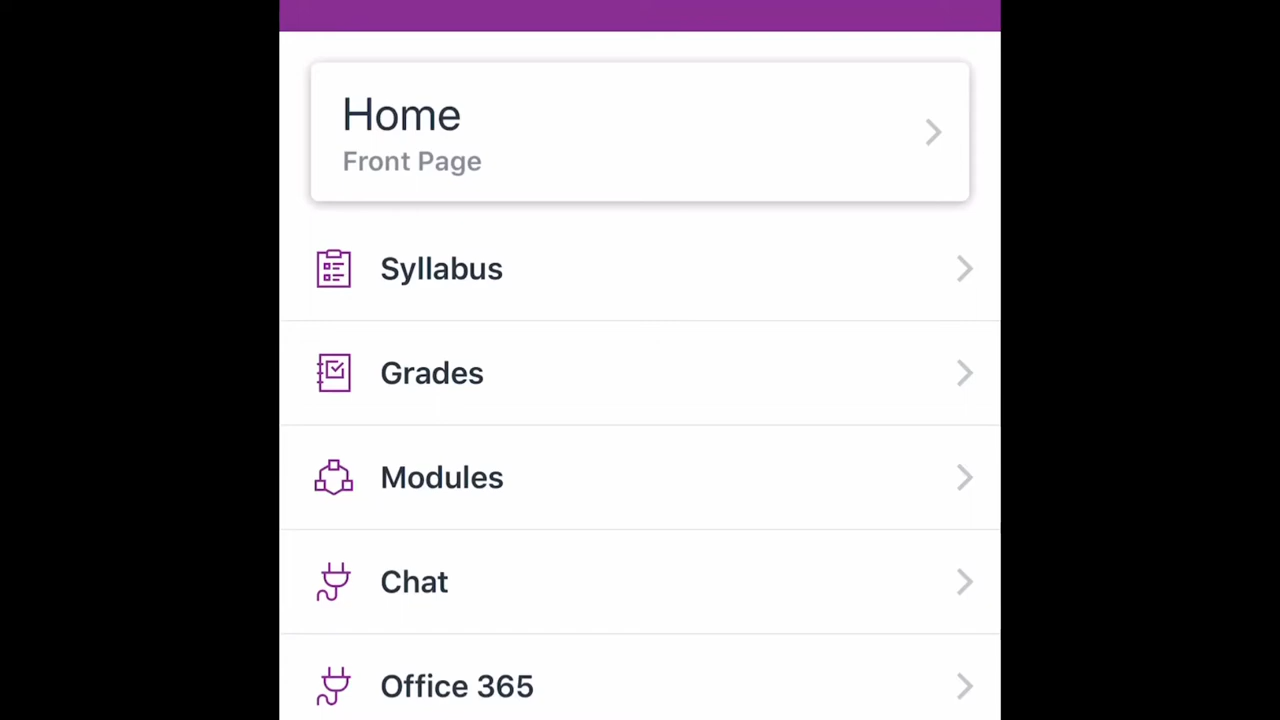 Home
Front Page
Syllabus
Grades
Modules
Chat
Office 365